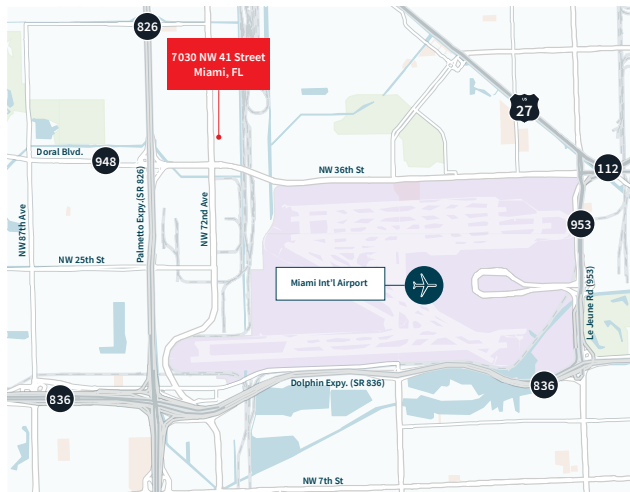 826
7030 NW 41 Street
Miami, FL
US
27
Doral Blvd.
948
NW 36th St
112
Palmetto Expy.(SR 826)
NW 87th Ave
NW 72nd Ave
953
NW 25th St
Miami Int'l Airport
Le Jeune Rd (953)
Dolphin Expy. (SR 836)
836
836
NW 7th St